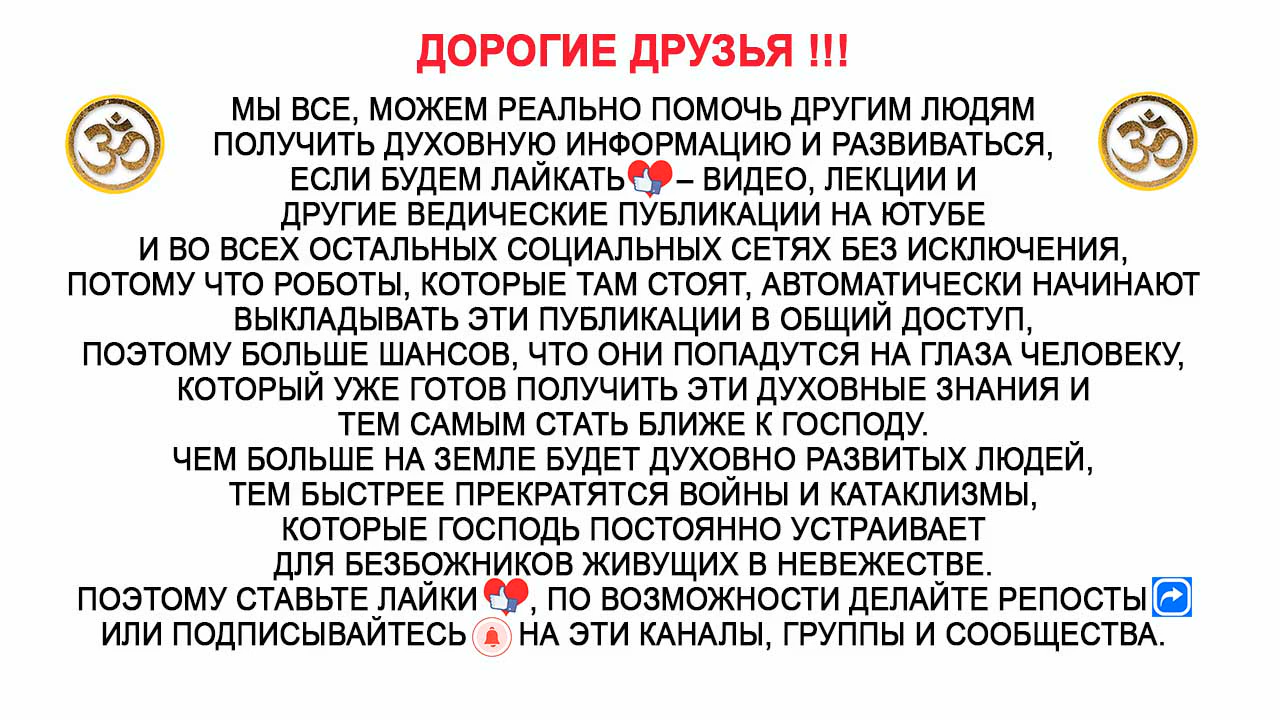 ДОРОГИЕ ДРУЗЬЯ !!!
МЫ ВСЕ, МОЖЕМ РЕАЛЬНО ПОМОЧЬ ДРУГИМ ЛЮДЯМ
ПОЛУЧИТЬ ДУХОВНУЮ ИНФОРМАЦИЮ И РАЗВИВАТЬСЯ,
ЕСЛИ БУДЕМ ЛАЙКАТЬ – ВИДЕО, ЛЕКЦИИ И
ДРУГИЕ ВЕДИЧЕСКИЕ ПУБЛИКАЦИИ НА ЮТУБЕ
И ВО ВСЕХ ОСТАЛЬНЫХ СОЦИАЛЬНЫХ СЕТЯХ БЕЗ ИСКЛЮЧЕНИЯ,
ПОТОМУ ЧТО РОБОТЫ, КОТОРЫЕ ТАМ СТОЯТ, АВТОМАТИЧЕСКИ НАЧИНАЮТ
ВЫКЛАДЫВАТЬ ЭТИ ПУБЛИКАЦИИ В ОБЩИЙ ДОСТУП,
ПОЭТОМУ БОЛЬШЕ ШАНСОВ, ЧТО ОНИ ПОПАДУТСЯ НА ГЛАЗА ЧЕЛОВЕКУ,
КОТОРЫЙ УЖЕ ГОТОВ ПОЛУЧИТЬ ЭТИ ДУХОВНЫЕ ЗНАНИЯ И
ТЕМ САМЫМ СТАТЬ БЛИЖЕ К ГОСПОДУ.
ЧЕМ БОЛЬШЕ НА ЗЕМЛЕ БУДЕТ ДУХОВНО РАЗВИТЫХ ЛЮДЕЙ,
ТЕМ БЫСТРЕЕ ПРЕКРАТЯТСЯ ВОЙНЫ И КАТАКЛИЗМЫ,
КОТОРЫЕ ГОСПОДЬ ПОСТОЯННО УСТРАИВАЕТ
ДЛЯ БЕЗБОЖНИКОВ ЖИВУЩИХ В НЕВЕЖЕСТВЕ.
ПОЭТОМУ СТАВЬТЕ ЛАЙКИ , ПО ВОЗМОЖНОСТИ ДЕЛАЙТЕ РЕПОСТЫ
ИЛИ ПОДПИСЫВАЙТЕСЬ НА ЭТИ КАНАЛЫ, ГРУППЫ И СООБЩЕСТВА.
ॐ
ॐ